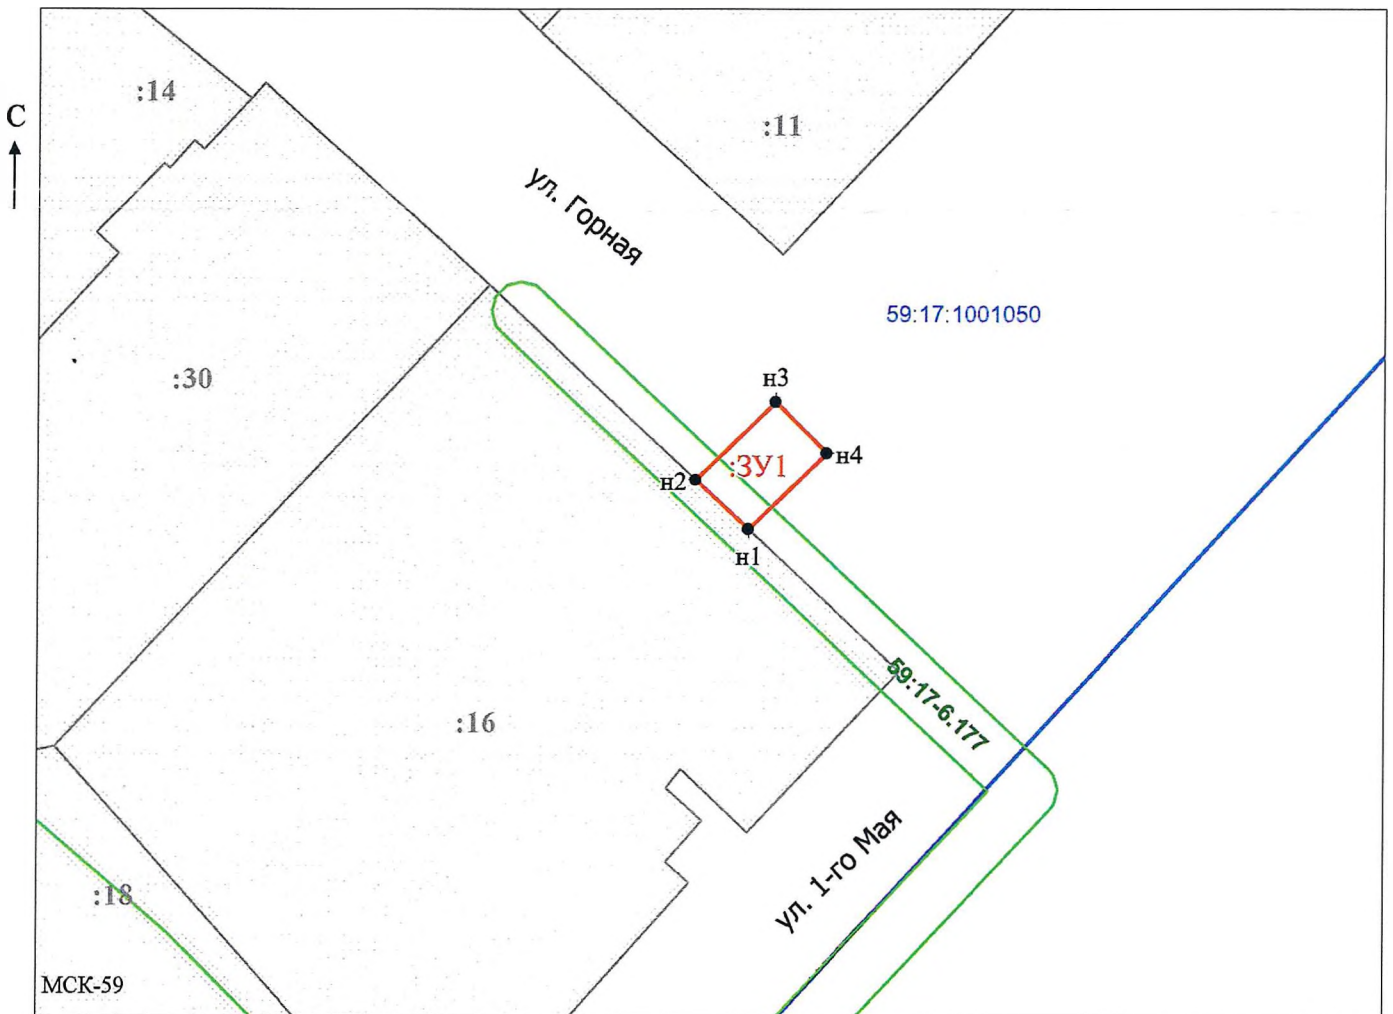 :14
С
:11
ул. Горная
59:17:1001050
:30
н3
н4
:ЗУ1
н2
н1
59:17-6.177
:16
ул. 1-го Мая
:18
МСК-59